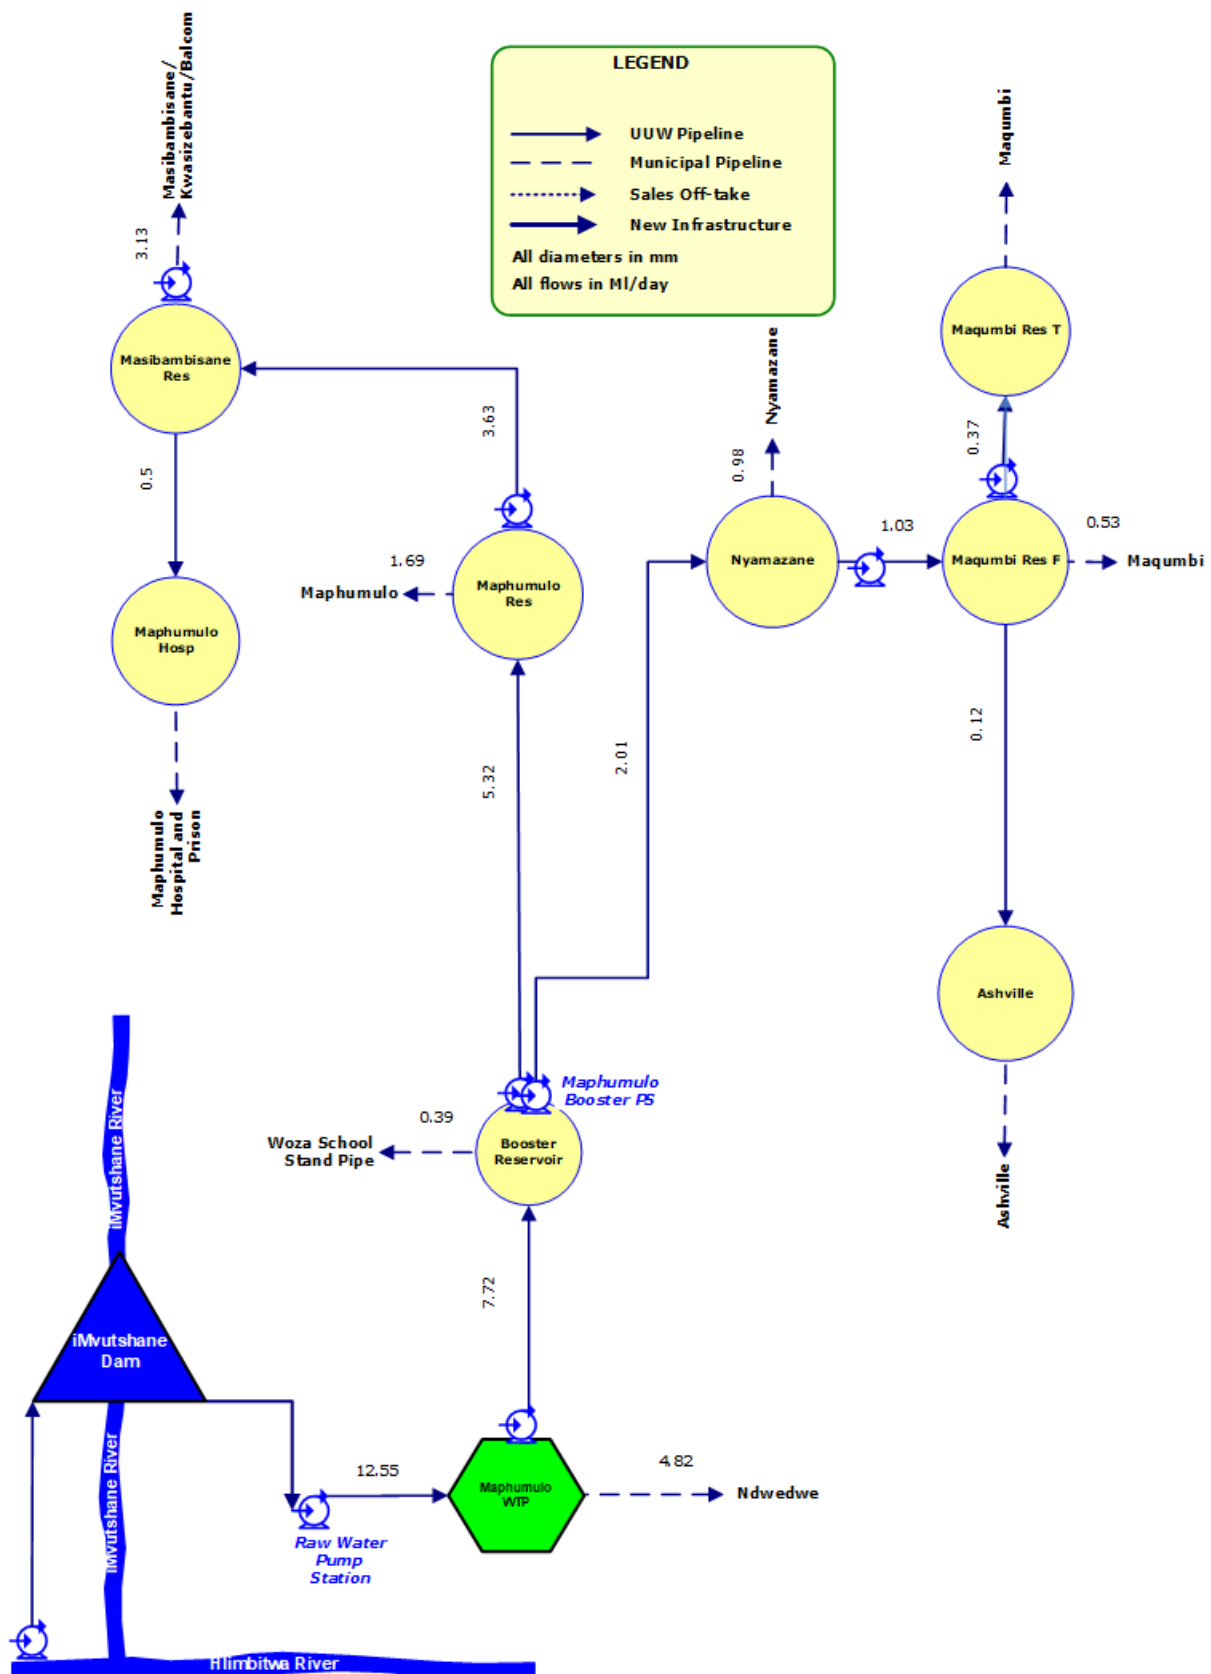 LEGEND
UUW Pipeline
Municipal Pipeline
Sales Off-take
New Infrastructure
All diameters in mm
All flows in Ml/day
Masibambisane/
Kwasizebantu/Balcom
3.13
Masibambisane
Res
0.5
Maphumulo
Hosp
Maphumulo
Hospital and
Prison
3.63
1.69
Maphumulo
Maphumulo
Res
5.32
2.01
Nyamazane
0.98
Nyamazane
1.03
Maqumbi
Maqumbi Res T
0.37
Maqumbi Res F
0.53
Maqumbi
0.12
Ashville
Ashville
Maphumulo
Booster PS
0.39
Woza School
Stand Pipe
Booster
Reservoir
7.72
iMvutshane River
iMvutshane
Dam
iMvutshane River
12.55
Raw Water
Pump
Station
Maphumulo
WTP
4.82
Ndwedwe
Hlimbitwa River